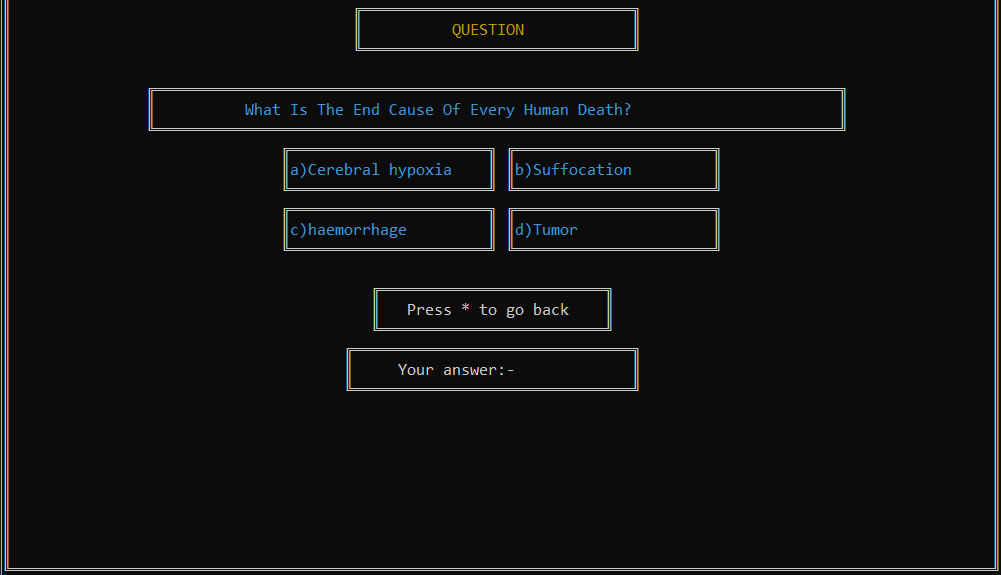 QUESTION
What Is The End Cause Of Every Human Death?
a)Cerebral hypoxia
b)Suffocation
c)haemorrhage
d)Tumor
Press * to go back
Your answer:-